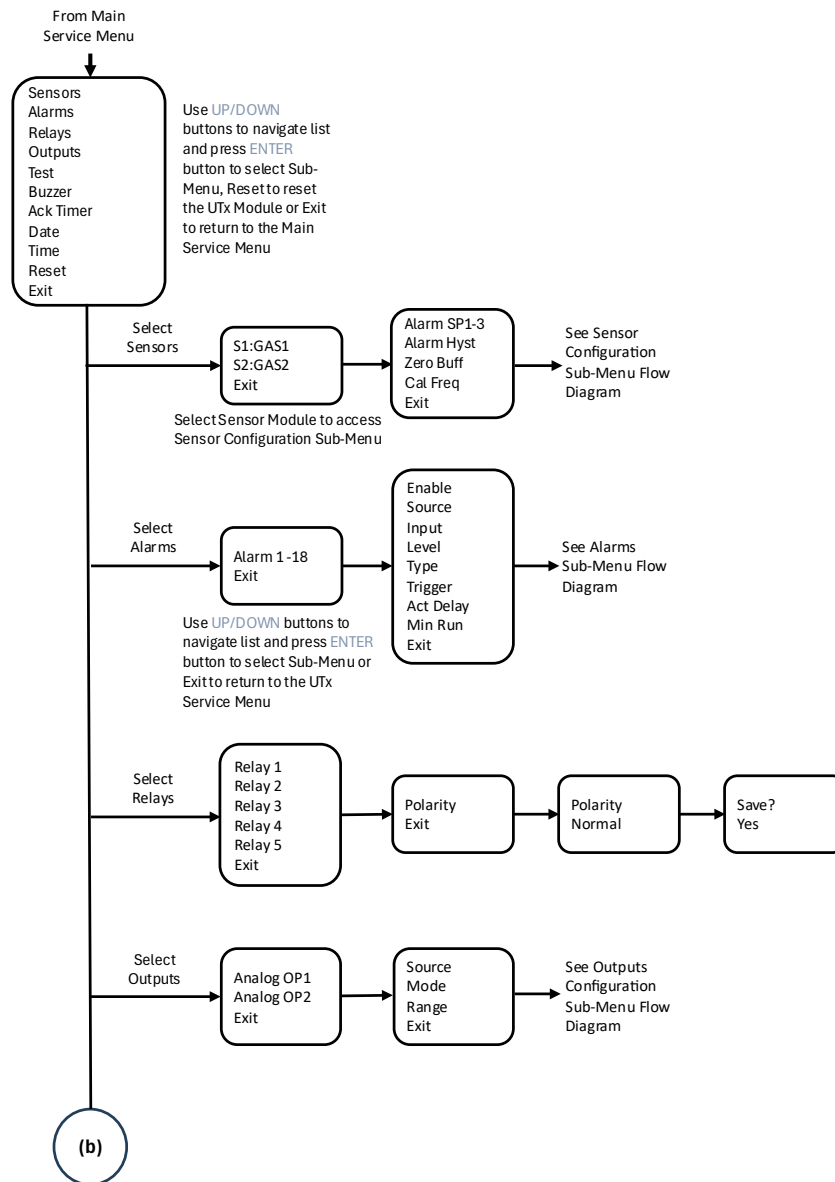 From Main
Service Menu
Sensors
Alarms
Relays
Outputs
Test
Buzzer
Ack Timer
Date
Time
Reset
Exit
Use UP/DOWN
buttons to navigate list
and press ENTER
button to select Sub-
Menu, Reset to reset
the UTx Module or Exit
to return to the Main
Service Menu
Select
Sensors
S1:GAS1
S2:GAS2
Exit
Alarm SP1-3
Alarm Hyst
Zero Buff
Cal Freq
Exit
See Sensor
Configuration
Sub-Menu Flow
Diagram
Select Sensor Module to access
Sensor Configuration Sub-Menu
Select
Alarms
Alarm 1 -18
Exit
Enable
Source
Input
Level
Type
Trigger
Act Delay
Min Run
Exit
See Alarms
Sub-Menu Flow
Diagram
Use UP/DOWN buttons to
navigate list and press ENTER
button to select Sub-Menu or
Exit to return to the UTx
Service Menu
Select
Relays
Relay 1
Relay 2
Relay 3
Relay 4
Relay 5
Exit
Polarity
Exit
Polarity
Normal
Save?
Yes
Select
Outputs
Analog OP1
Analog OP2
Exit
Source
Mode
Range
Exit
See Outputs
Configuration
Sub-Menu Flow
Diagram
(b)